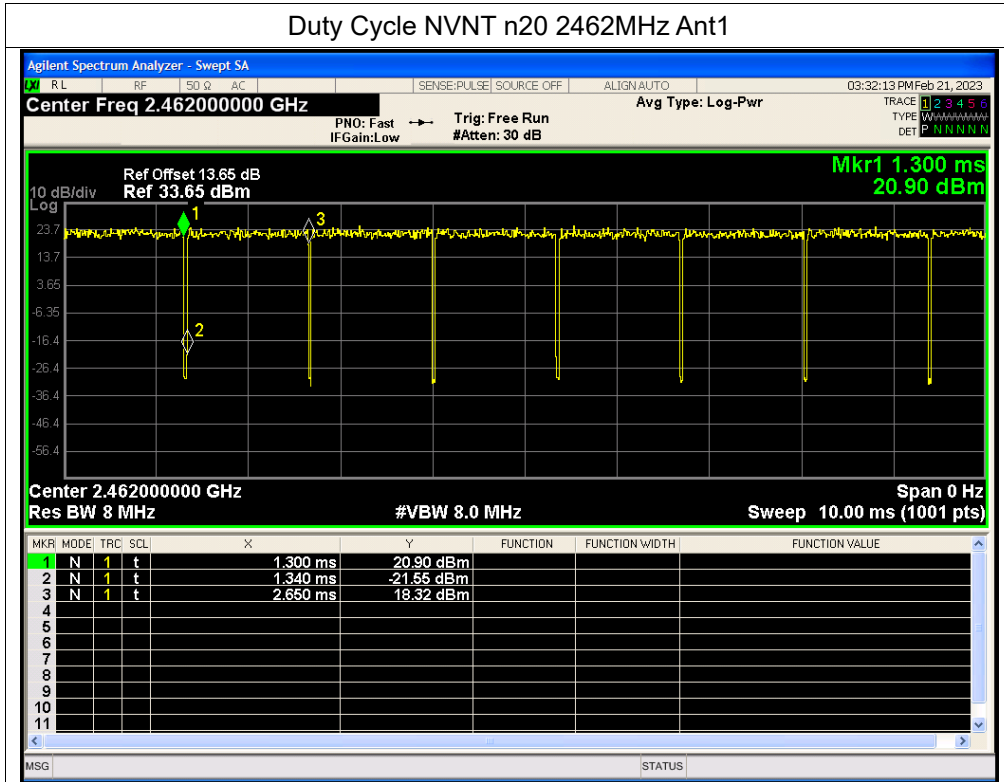 Duty Cycle NVNT n20 2462MHz Ant1
Agilent Spectrum Analyzer - Swept SA
LXI RL RF 50 Ω AC SENSE:PULSE SOURCE OFF ALIGNAUTO 03:32:13 PMFeb 21, 2023
Center Freq 2.462000000 GHz Avg Type: Log-Pwr TRACE 1 2 3 4 5 6
PNO: Fast Trig: Free Run TYPE WWWWWW
IFGain:Low #Atten: 30 dB DET P N N N N N
Mkr1 1.300 ms
Ref Offset 13.65 dB
10 dB/div Ref 33.65 dBm 20.90 dBm
Log
1
3
23.7
13.7
3.65
-6.35
2
-16.4
-26.4
-36.4
-46.4
-56.4
Center 2.462000000 GHz Span 0 Hz
Res BW 8 MHz #VBW 8.0 MHz Sweep 10.00 ms (1001 pts)
MKR MODE TRC SCL X Y FUNCTION FUNCTION WIDTH FUNCTION VALUE
1 N 1 t 1.300 ms 20.90 dBm
2 N 1 t 1.340 ms -21.55 dBm
3 N 1 t 2.650 ms 18.32 dBm
4
5
6
7
8
9
10
11
MSG STATUS